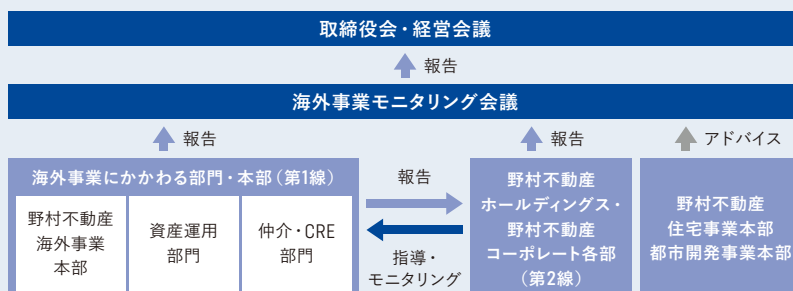 取締役会・経営会議
報告
海外事業モニタリング会議
報告
報告
アドバイス
海外事業にかかわる部門・本部（第1線）
野村不動産
海外事業
本部
資産運用
部門
仲介・CRE
部門
報告
指導・
モニタリング
野村不動産
ホールディングス・
野村不動産
コーポレート各部
（第2線）
野村不動産
住宅事業本部
都市開発事業本部